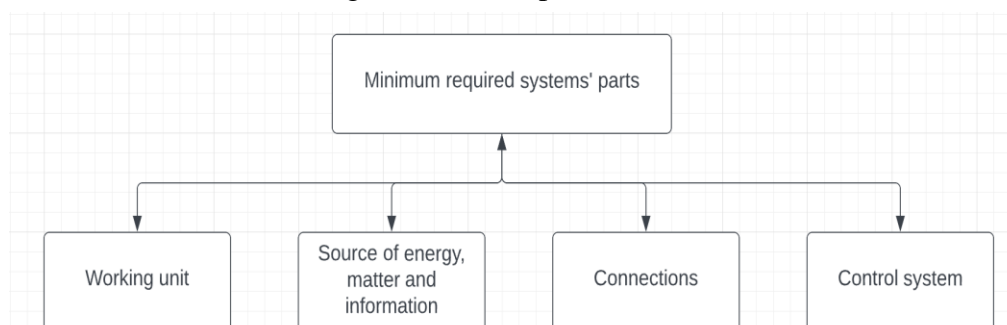 Minimum required systems' parts
Working unit
Source of energy,
matter and
information
Connections
Control system